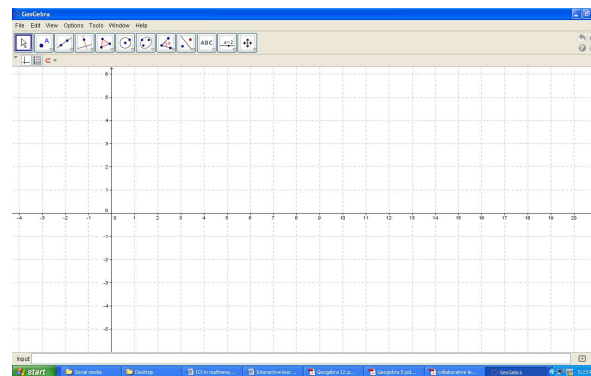 GeoGebra
File Edit View Options Tools Window Help
A ABC a=2
6
5
4
3
2
1
0
-4 -3 -2 -1 0 1 2 3 4 5 6 7 8 9 10 11 12 13 14 15 16 17 18 19 20
-1
-2
-3
-4
-5
Input
start Social media Desktop ICt in mathema... Interactive lear... Geogebra 12.p... Geogebra 5.pd... collaborative le... GeoGebra